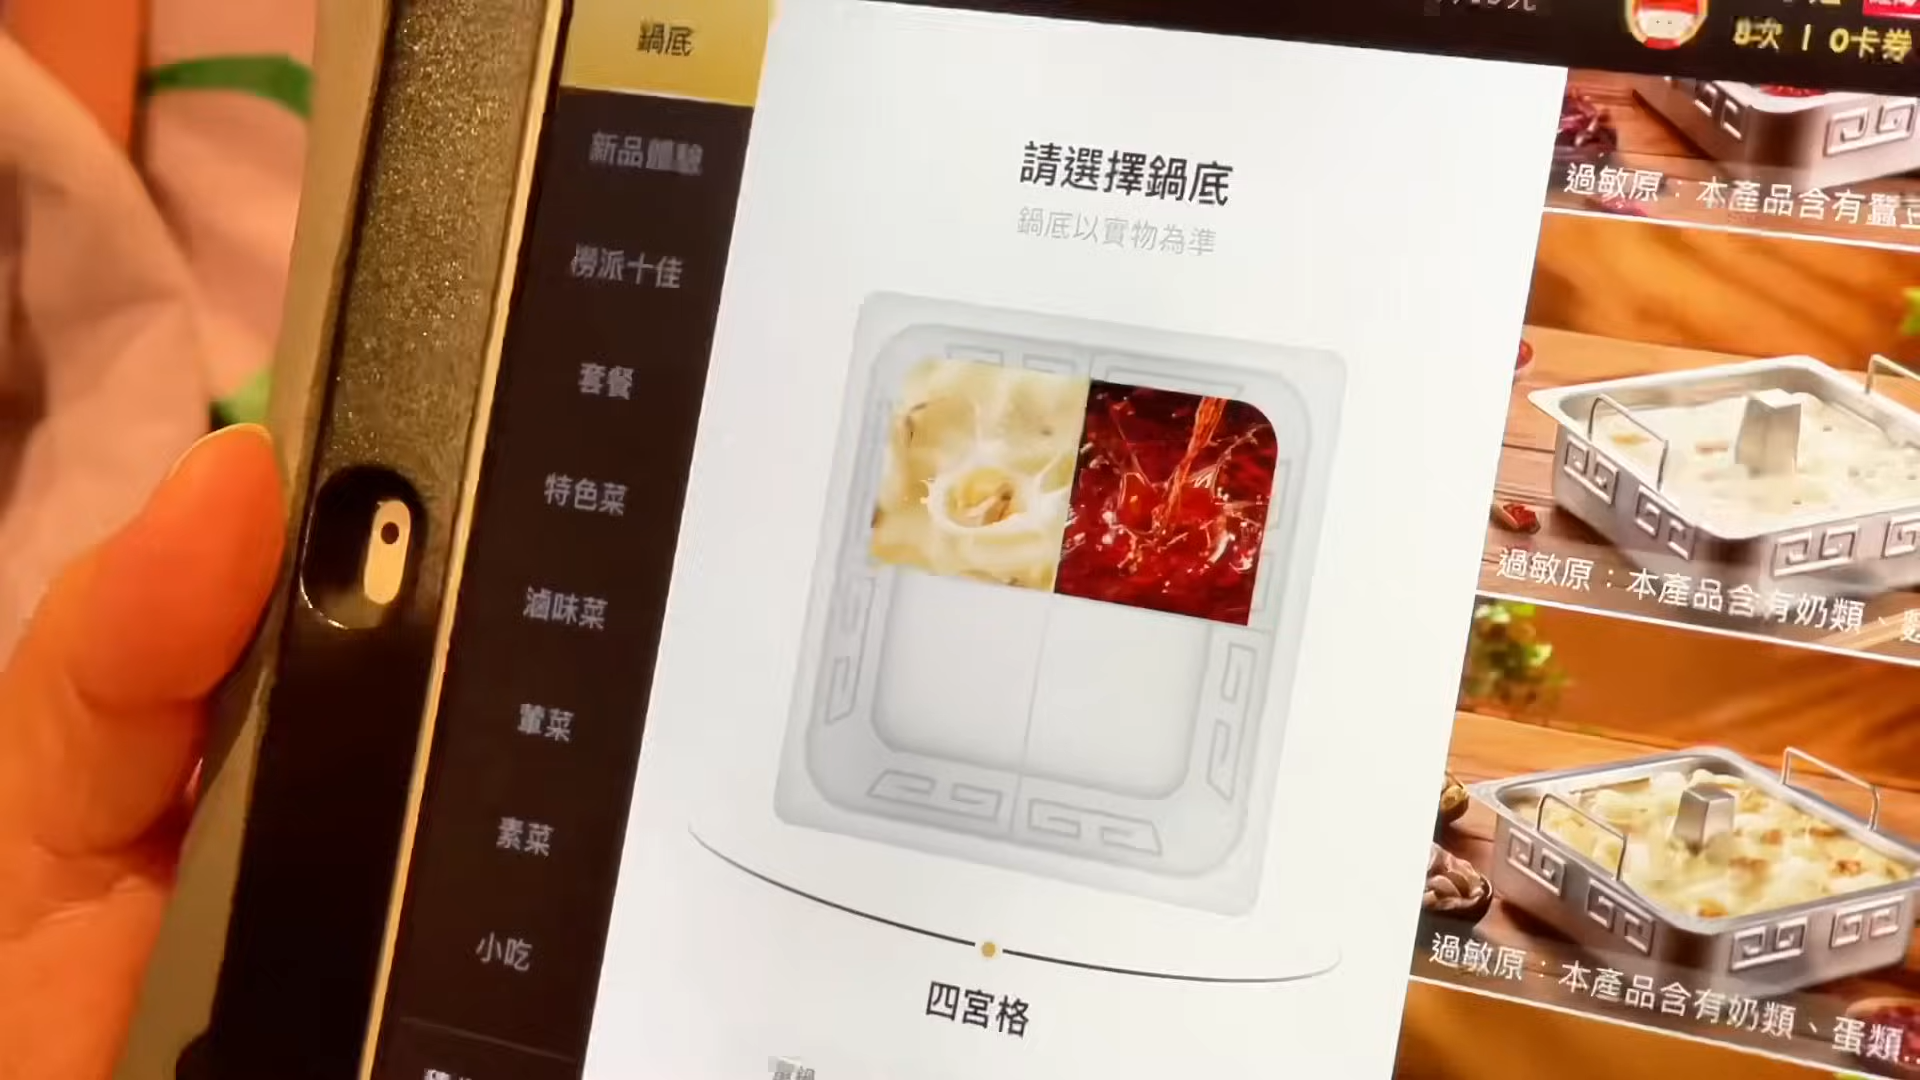 鍋底
新品體驗
撈派十佳
套餐
特色菜
滷味菜
葷菜
素菜
小吃
請選擇鍋底
鍋底以實物為準
四宮格
0卡券
過敏原：本產品含有蠶豆
過敏原：本產品含有奶類、
過敏原：本產品含有奶類、蛋類...